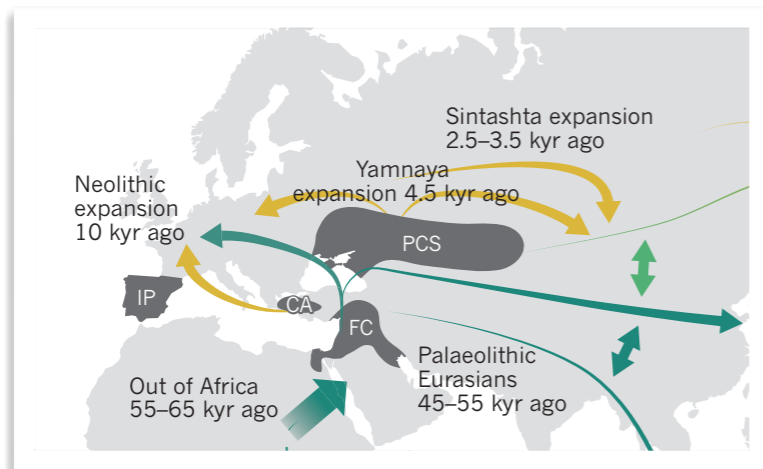 Sintashta expansion
2.5–3.5 kyr ago
Yamnaya
expansion 4.5 kyr ago
Neolithic
expansion
10 kyr ago
PCS
IP
CA
FC
Palaeolithic
Eurasians
45–55 kyr ago
Out of Africa
55–65 kyr ago